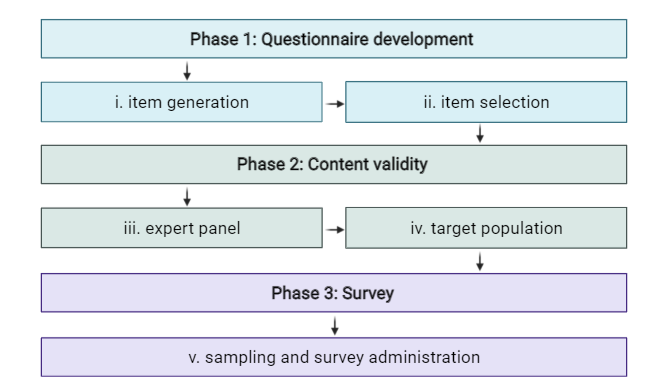 Phase 1: Questionnaire development
i. item generation
ii. item selection
Phase 2: Content validity
iii. expert panel
iv. target population
Phase 3: Survey
v. sampling and survey administration